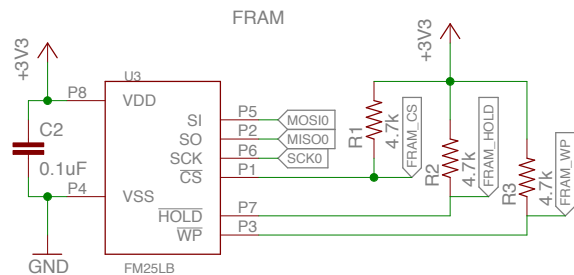 FRAM
+3V3
+3V3
U3
P8
VDD
SI
P5
MOSI0
SO
P2
MISO0
SCK
P6
SCK0
CS
P1
C2
0.1uF
P4
VSS
HOLD
P7
WP
P3
GND
FM25LB
R1
4.7k
FRAM_CS
R2
4.7k
FRAM_HOLD
R3
4.7k
FRAM_WP